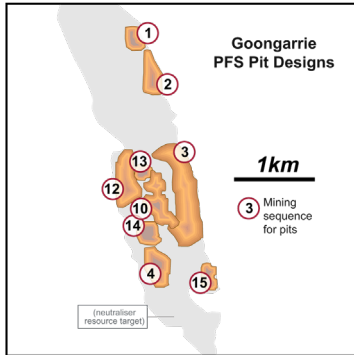 1
Goongarrie
PFS Pit Designs
2
13
3
1km
12
10
3
Mining
sequence
for pits
14
4
15
(neutraliser
resource target)